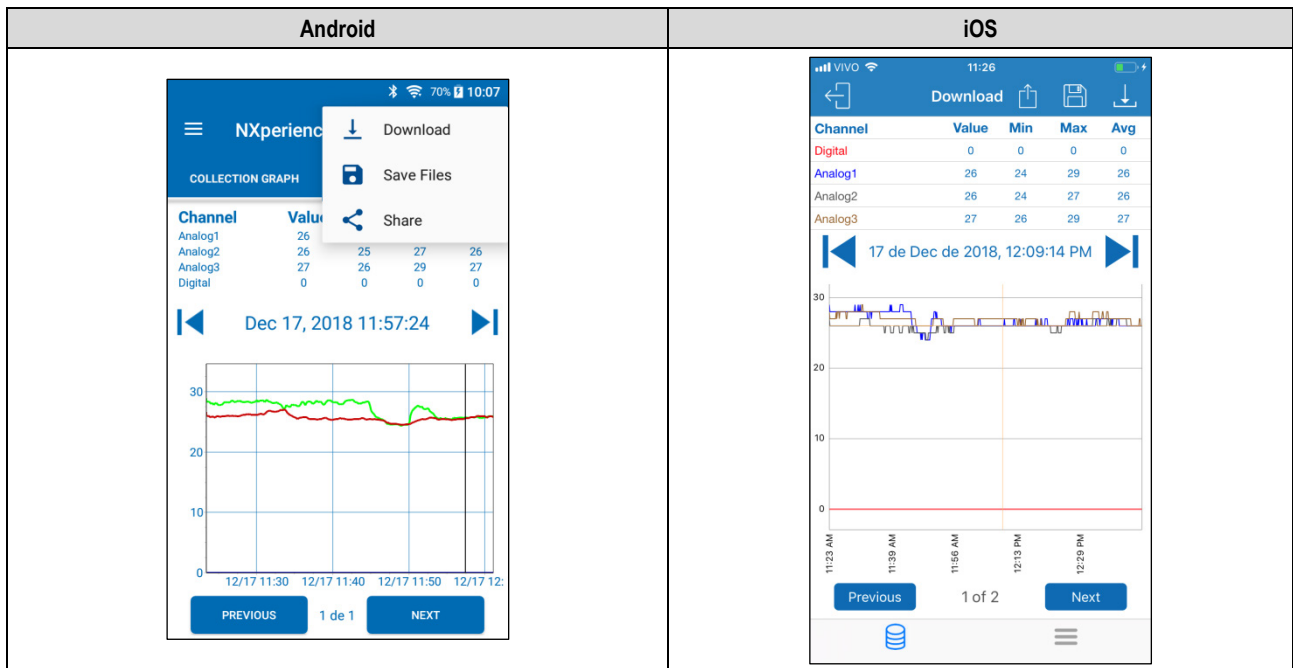 Android
iOS
70% 10:07
NXperienc
Download
Save Files
Share
COLLECTION GRAPH
Channel Valu
Analog1 26
Analog2 26 25 27 26
Analog3 27 26 29 27
Digital 0 0 0 0
Dec 17, 2018 11:57:24
30
20
10
0
12/17 11:30 12/17 11:40 12/17 11:50 12/17 12:
PREVIOUS 1 de 1 NEXT
VIVO 11:26
Download
Channel Value Min Max Avg
Digital 0 0 0 0
Analog1 26 24 29 26
Analog2 26 24 27 26
Analog3 27 26 29 27
17 de Dec de 2018, 12:09:14 PM
30
20
10
0
11:23 AM 11:39 AM 11:56 AM 12:13 PM 12:29 PM
Previous 1 of 2 Next